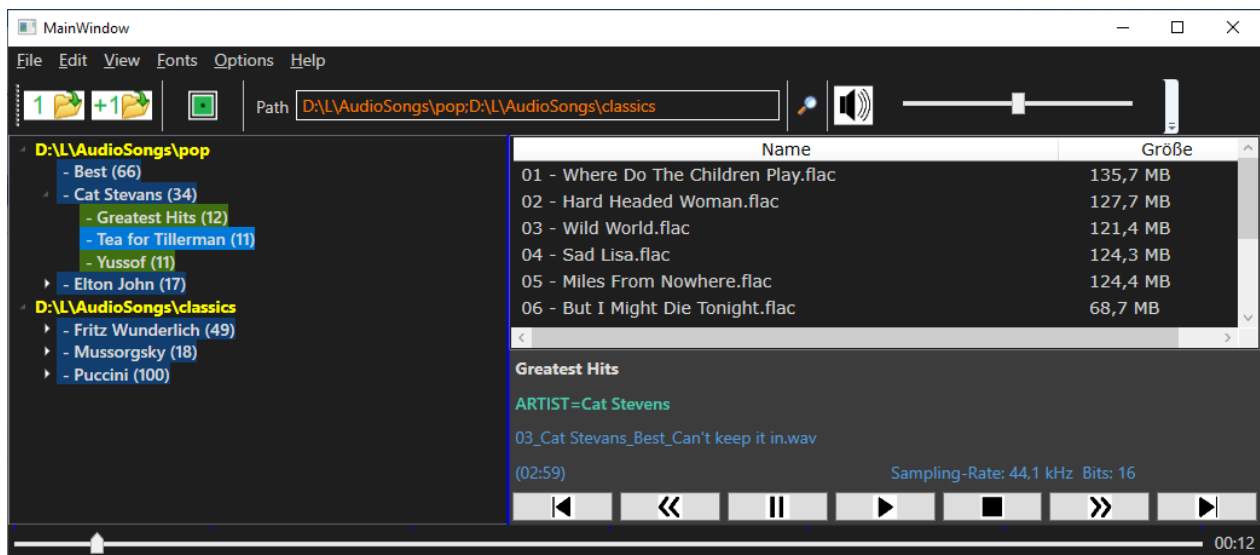 MainWindow
File Edit View Fonts Options Help
1 +1 Path D:\L\AudioSongs\pop;D:\L\AudioSongs\classics
D:\L\AudioSongs\pop
- Best (66)
- Cat Stevans (34)
- Greatest Hits (12)
- Tea for Tillerman (11)
- Yussof (11)
- Elton John (17)
D:\L\AudioSongs\classics
- Fritz Wunderlich (49)
- Mussorgsky (18)
- Puccini (100)
Name Größe
01 - Where Do The Children Play.flac 135,7 MB
02 - Hard Headed Woman.flac 127,7 MB
03 - Wild World.flac 121,4 MB
04 - Sad Lisa.flac 124,3 MB
05 - Miles From Nowhere.flac 124,4 MB
06 - But I Might Die Tonight.flac 68,7 MB
Greatest Hits
ARTIST=Cat Stevens
03_Cat Stevans_Best_Can't keep it in.wav
(02:59) Sampling-Rate: 44,1 kHz Bits: 16
00:12